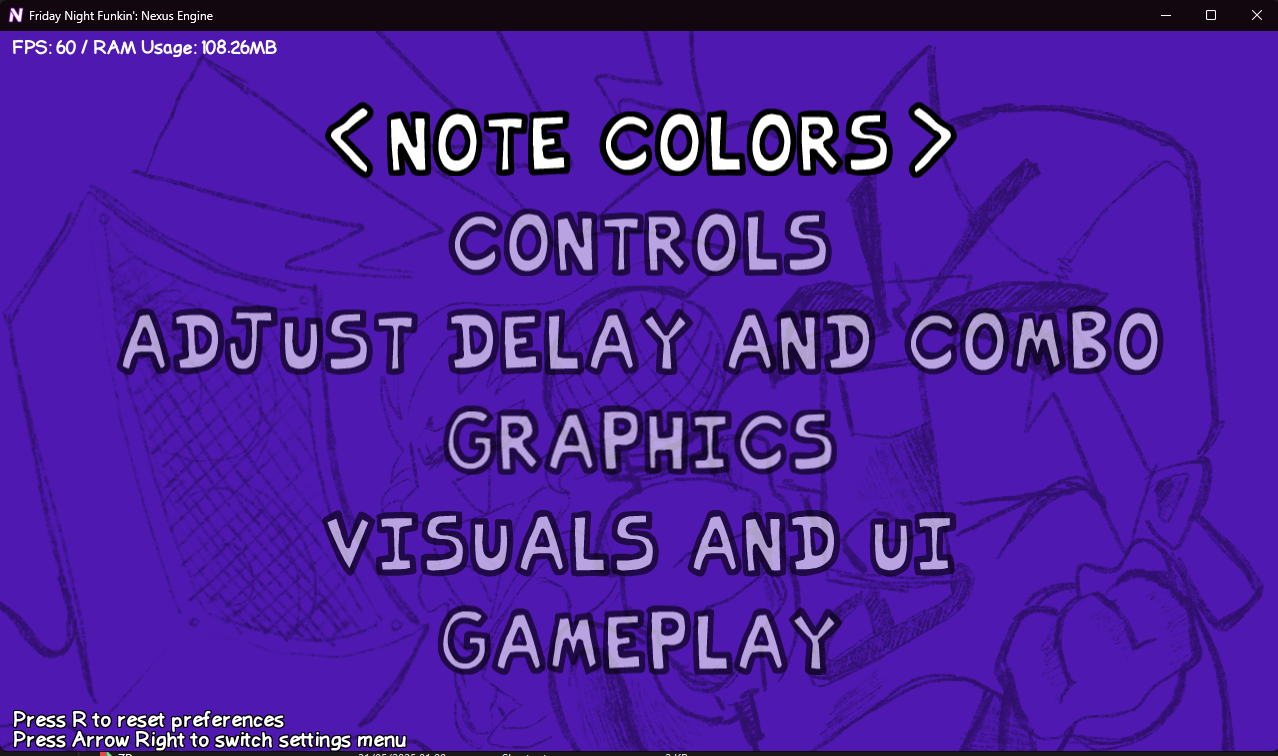 Friday Night Funkin': Nexus Engine
FPS: 60 / RAM Usage: 108.26MB
<NOTE COLORS>
CONTROLS
ADJUST DELAY AND COMBO
GRAPHICS
VISUALS AND UI
GAMEPLAY
Press R to reset preferences
Press Arrow Right to switch settings menu